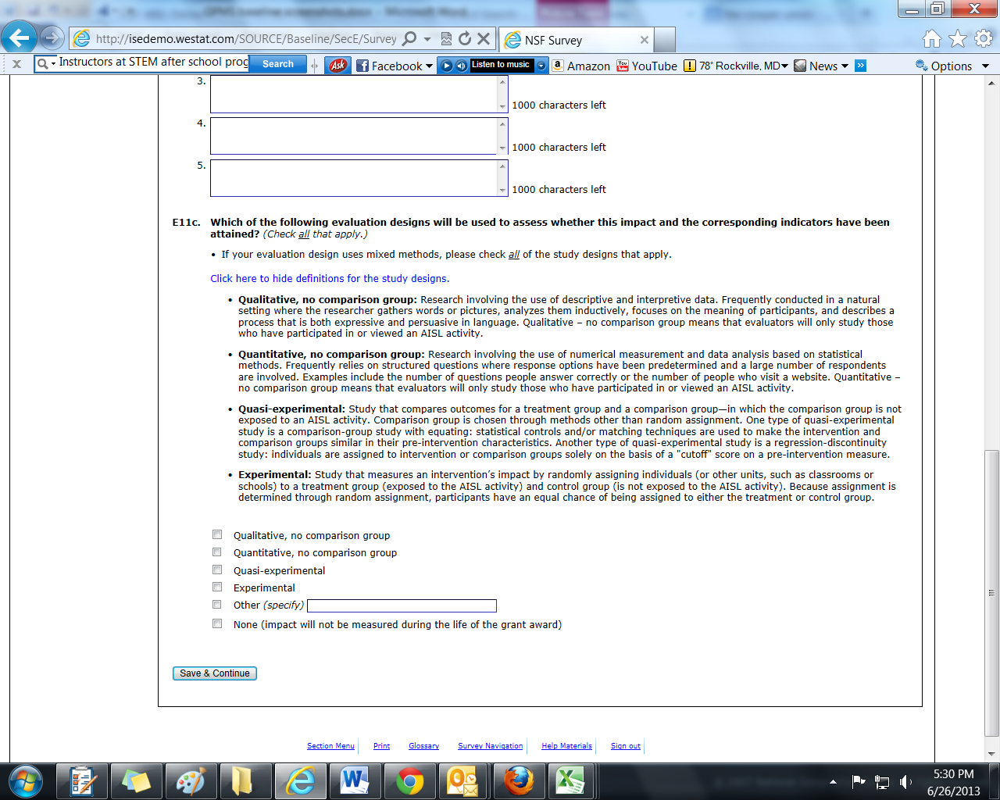 http://isedemo.westat.com/SOURCE/Baseline/SecE/Survey
NSF Survey
Instructors at STEM after school prog
Search
Ask
Facebook
Listen to music
Amazon
YouTube
78° Rockville, MD
News
Options
3.
1000 characters left
4.
1000 characters left
5.
1000 characters left
E11c. Which of the following evaluation designs will be used to assess whether this impact and the corresponding indicators have been
attained? (Check all that apply.)
• If your evaluation design uses mixed methods, please check all of the study designs that apply.
Click here to hide definitions for the study designs.
• Qualitative, no comparison group: Research involving the use of descriptive and interpretive data. Frequently conducted in a natural
setting where the researcher gathers words or pictures, analyzes them inductively, focuses on the meaning of participants, and describes a
process that is both expressive and persuasive in language. Qualitative – no comparison group means that evaluators will only study those
who have participated in or viewed an AISL activity.
• Quantitative, no comparison group: Research involving the use of numerical measurement and data analysis based on statistical
methods. Frequently relies on structured questions where response options have been predetermined and a large number of respondents
are involved. Examples include the number of questions people answer correctly or the number of people who visit a website. Quantitative –
no comparison group means that evaluators will only study those who have participated in or viewed an AISL activity.
• Quasi-experimental: Study that compares outcomes for a treatment group and a comparison group—in which the comparison group is not
exposed to an AISL activity. Comparison group is chosen through methods other than random assignment. One type of quasi-experimental
study is a comparison-group study with equating: statistical controls and/or matching techniques are used to make the intervention and
comparison groups similar in their pre-intervention characteristics. Another type of quasi-experimental study is a regression-discontinuity
study: individuals are assigned to intervention or comparison groups solely on the basis of a "cutoff" score on a pre-intervention measure.
• Experimental: Study that measures an intervention’s impact by randomly assigning individuals (or other units, such as classrooms or
schools) to a treatment group (exposed to the AISL activity) and control group (is not exposed to the AISL activity). Because assignment is
determined through random assignment, participants have an equal chance of being assigned to either the treatment or control group.
Qualitative, no comparison group
Quantitative, no comparison group
Quasi-experimental
Experimental
Other (specify)
None (impact will not be measured during the life of the grant award)
Save & Continue
Section Menu
Print
Glossary
Survey Navigation
Help Materials
Sign out
5:30 PM
6/26/2013